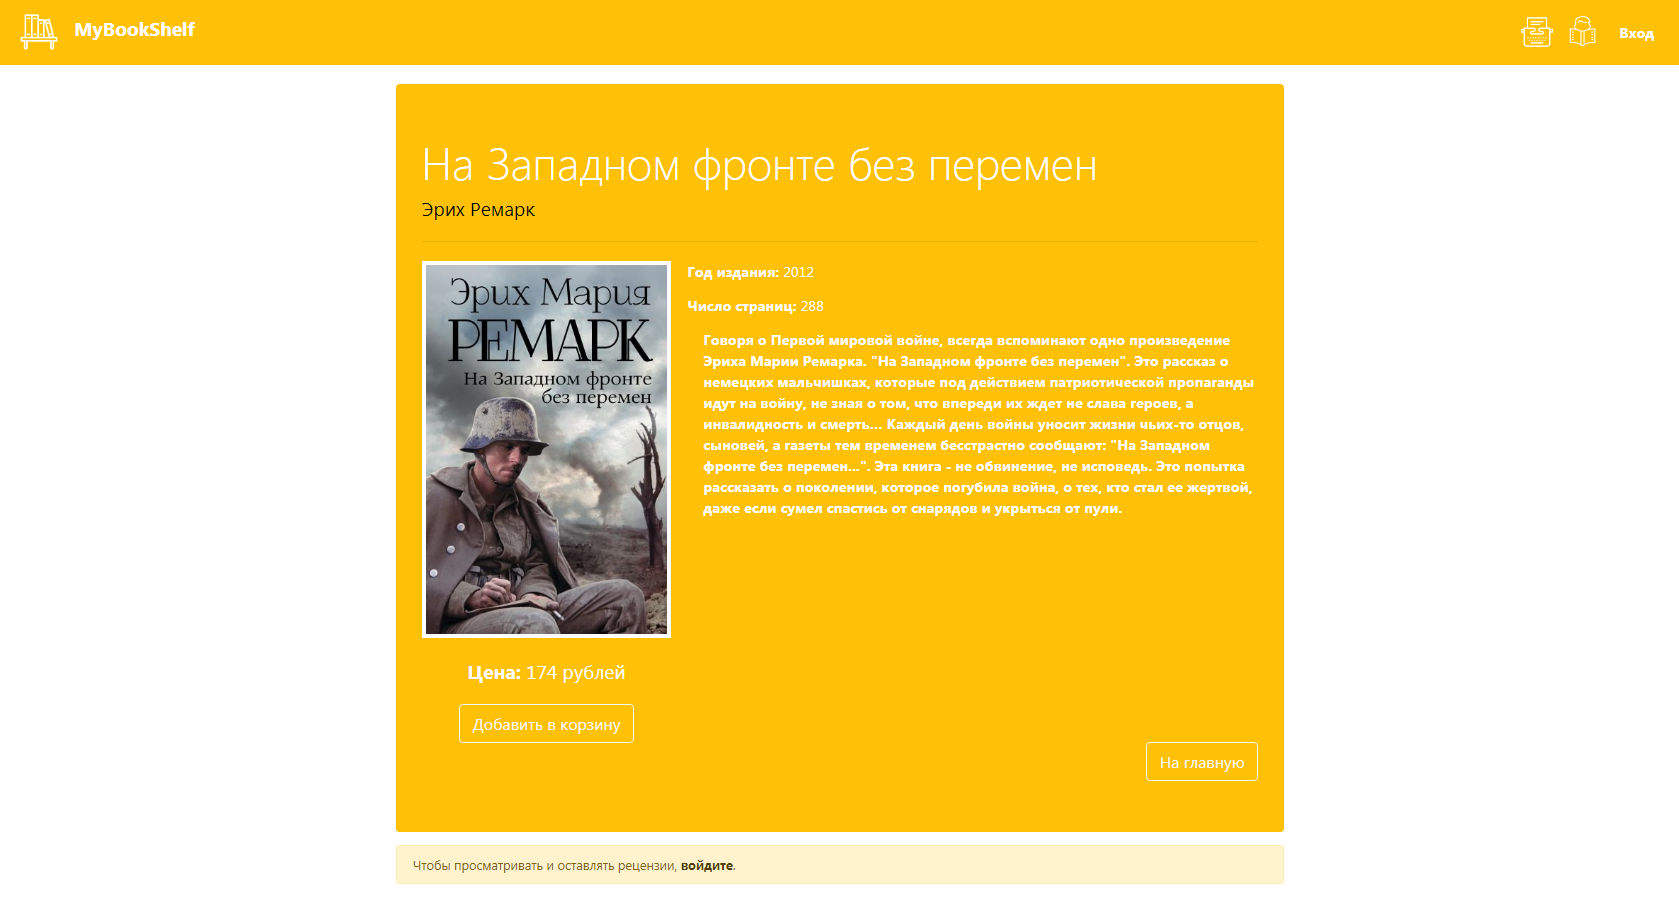 MyBookShelf
Вход
На Западном фронте без перемен
Эрих Ремарк
Эрих Мария
РЕМАРК
На Западном фронте
без перемен
Год издания: 2012
Число страниц: 288
Говоря о Первой мировой войне, всегда вспоминают одно произведение
Эриха Марии Ремарка. "На Западном фронте без перемен". Это рассказ о
немецких мальчишках, которые под действием патриотической пропаганды
идут на войну, не зная о том, что впереди их ждет не слава героев, а
инвалидность и смерть... Каждый день войны уносит жизни чьих-то отцов,
сыновей, а газеты тем временем бесстрастно сообщают: "На Западном
фронте без перемен...". Эта книга - не обвинение, не исповедь. Это попытка
рассказать о поколении, которое погубила война, о тех, кто стал ее жертвой,
даже если сумел спастись от снарядов и укрыться от пули.
Цена: 174 рублей
Добавить в корзину
На главную
Чтобы просматривать и оставлять рецензии, войдите.